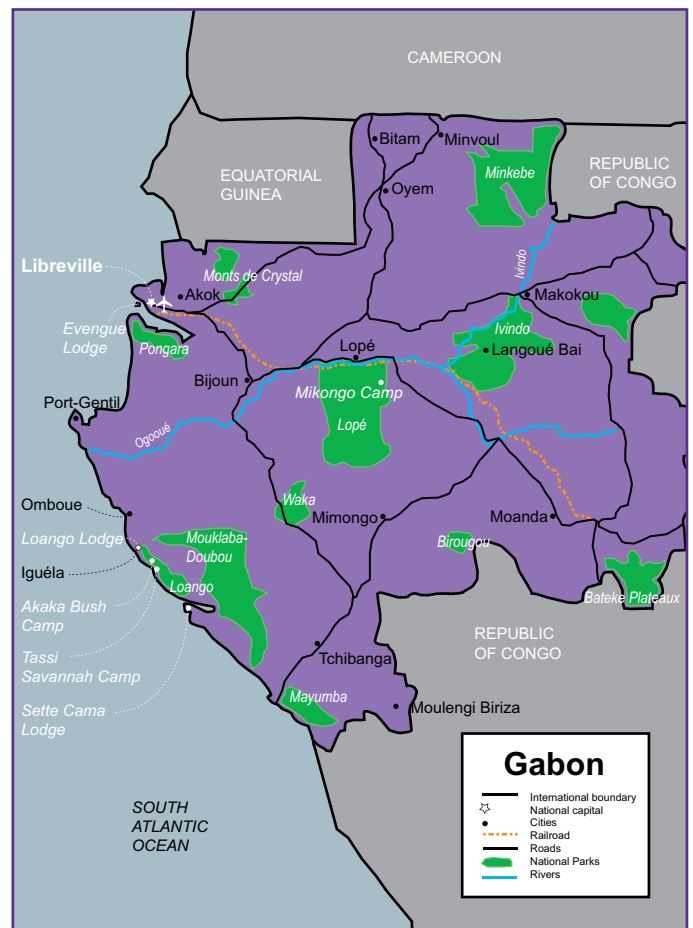 CAMEROON
EQUATORIAL
GUINEA
REPUBLIC
OF CONGO
Bitam
Minvoul
Minkebe
Oyem
Libreville
Monts de Crystal
Akok
Ivindo
Makokou
Evengue
Lodge
Pongara
Ivindo
Langoué Bai
Lopé
Bijoun
Mikongo Camp
Lopé
Port-Gentil
Ogooué
Omboue
Waka
Mimongo
Moanda
Loango Lodge
Mouklaba-
Doubou
Birougou
Iguéla
Loango
Bateke Plateaux
Akaka Bush
Camp
REPUBLIC
OF CONGO
Tassi
Savannah Camp
Tchibanga
Sette Cama
Lodge
Mayumba
Moulengi Biriza
SOUTH
ATLANTIC
OCEAN
Gabon
International boundary
National capital
Cities
Railroad
Roads
National Parks
Rivers